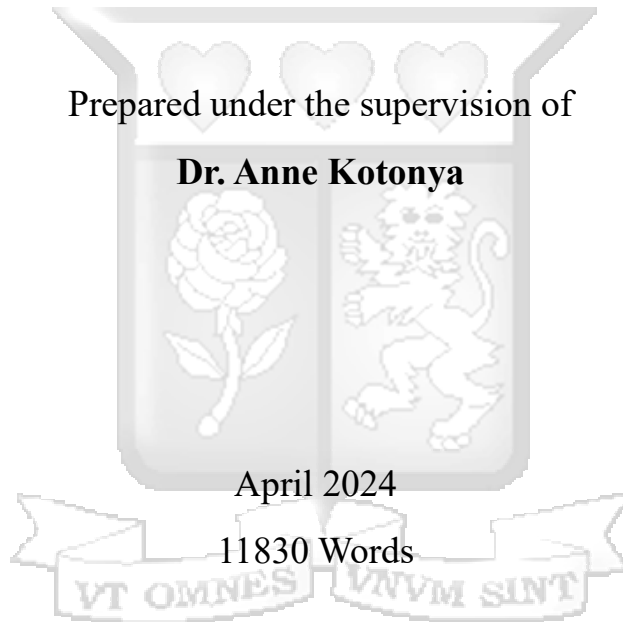 Prepared under the supervision of
Dr. Anne Kotonya
April 2024
11830 Words
VT OMNES VNVM SINT